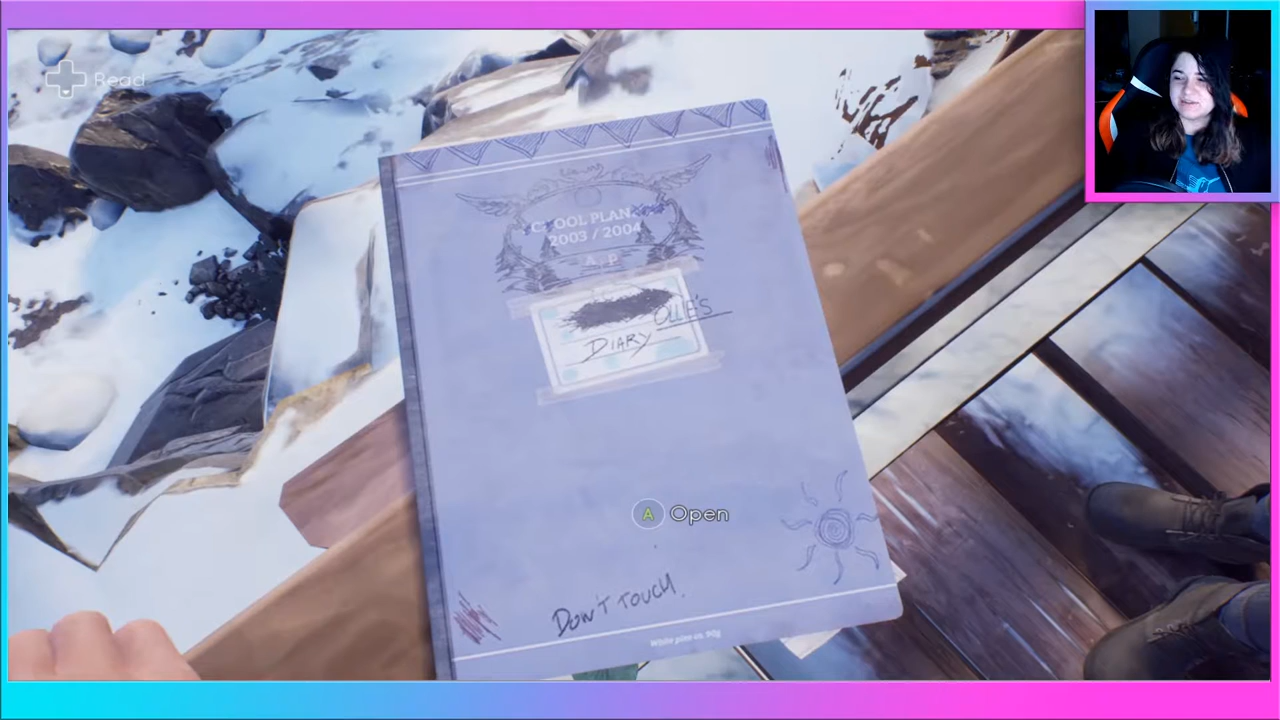 Read
2003 / 2004
OLLIE'S
DIARY
A Open
DON'T TOUCH.